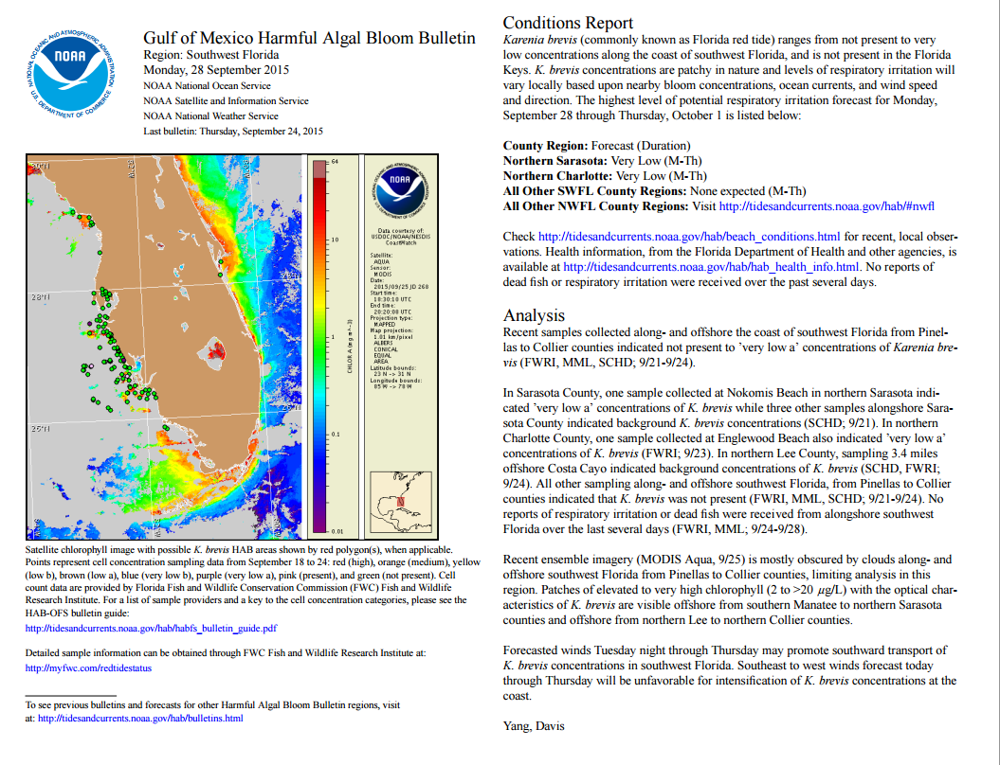 Gulf of Mexico Harmful Algal Bloom Bulletin
Region: Southwest Florida
Monday, 28 September 2015
NOAA National Ocean Service
NOAA Satellite and Information Service
NOAA National Weather Service
Last bulletin: Thursday, September 24, 2015
NATIONAL OCEANIC AND ATMOSPHERIC ADMINISTRATION
NOAA
U.S. DEPARTMENT OF COMMERCE
28°N
26°N
64
10
1
0.1
0.01
CHLOR A (mg m^-3)
NOAA
Data courtesy of:
USDOC/NOAA/NESDIS
CoastWatch
Satellite:
AQUA
Sensor:
MODIS
Date:
2015/09/25 JD 268
Start time:
18:30:10 UTC
End time:
20:20:08 UTC
Projection type:
MAPPED
Map projection:
1.01 km/pixel
ALBERS
CONICAL
EQUAL
AREA
Latitude bounds:
23 N -> 31 N
Longitude bounds:
85 W -> 78 W
Satellite chlorophyll image with possible K. brevis HAB areas shown by red polygon(s), when applicable.
Points represent cell concentration sampling data from September 18 to 24: red (high), orange (medium), yellow
(low b), brown (low a), blue (very low b), purple (very low a), pink (present), and green (not present). Cell
count data are provided by Florida Fish and Wildlife Conservation Commission (FWC) Fish and Wildlife
Research Institute. For a list of sample providers and a key to the cell concentration categories, please see the
HAB-OFS bulletin guide:
http://tidesandcurrents.noaa.gov/hab/habfs_bulletin_guide.pdf
Detailed sample information can be obtained through FWC Fish and Wildlife Research Institute at:
http://myfwc.com/redtidestatus
To see previous bulletins and forecasts for other Harmful Algal Bloom Bulletin regions, visit
at: http://tidesandcurrents.noaa.gov/hab/bulletins.html
Conditions Report
Karenia brevis (commonly known as Florida red tide) ranges from not present to very
low concentrations along the coast of southwest Florida, and is not present in the Florida
Keys. K. brevis concentrations are patchy in nature and levels of respiratory irritation will
vary locally based upon nearby bloom concentrations, ocean currents, and wind speed
and direction. The highest level of potential respiratory irritation forecast for Monday,
September 28 through Thursday, October 1 is listed below:
County Region: Forecast (Duration)
Northern Sarasota: Very Low (M-Th)
Northern Charlotte: Very Low (M-Th)
All Other SWFL County Regions: None expected (M-Th)
All Other NWFL County Regions: Visit http://tidesandcurrents.noaa.gov/hab/#nwfl
Check http://tidesandcurrents.noaa.gov/hab/beach_conditions.html for recent, local obser-
vations. Health information, from the Florida Department of Health and other agencies, is
available at http://tidesandcurrents.noaa.gov/hab/hab_health_info.html. No reports of
dead fish or respiratory irritation were received over the past several days.
Analysis
Recent samples collected along- and offshore the coast of southwest Florida from Pinel-
las to Collier counties indicated not present to 'very low a' concentrations of Karenia bre-
vis (FWRI, MML, SCHD; 9/21-9/24).
In Sarasota County, one sample collected at Nokomis Beach in northern Sarasota indi-
cated 'very low a' concentrations of K. brevis while three other samples alongshore Sara-
sota County indicated background K. brevis concentrations (SCHD; 9/21). In northern
Charlotte County, one sample collected at Englewood Beach also indicated 'very low a'
concentrations of K. brevis (FWRI; 9/23). In northern Lee County, sampling 3.4 miles
offshore Costa Cayo indicated background concentrations of K. brevis (SCHD, FWRI;
9/24). All other sampling along- and offshore southwest Florida, from Pinellas to Collier
counties indicated that K. brevis was not present (FWRI, MML, SCHD; 9/21-9/24). No
reports of respiratory irritation or dead fish were received from alongshore southwest
Florida over the last several days (FWRI, MML; 9/24-9/28).
Recent ensemble imagery (MODIS Aqua, 9/25) is mostly obscured by clouds along- and
offshore southwest Florida from Pinellas to Collier counties, limiting analysis in this
region. Patches of elevated to very high chlorophyll (2 to >20 μg/L) with the optical char-
acteristics of K. brevis are visible offshore from southern Manatee to northern Sarasota
counties and offshore from northern Lee to northern Collier counties.
Forecasted winds Tuesday night through Thursday may promote southward transport of
K. brevis concentrations in southwest Florida. Southeast to west winds forecast today
through Thursday will be unfavorable for intensification of K. brevis concentrations at the
coast.
Yang, Davis